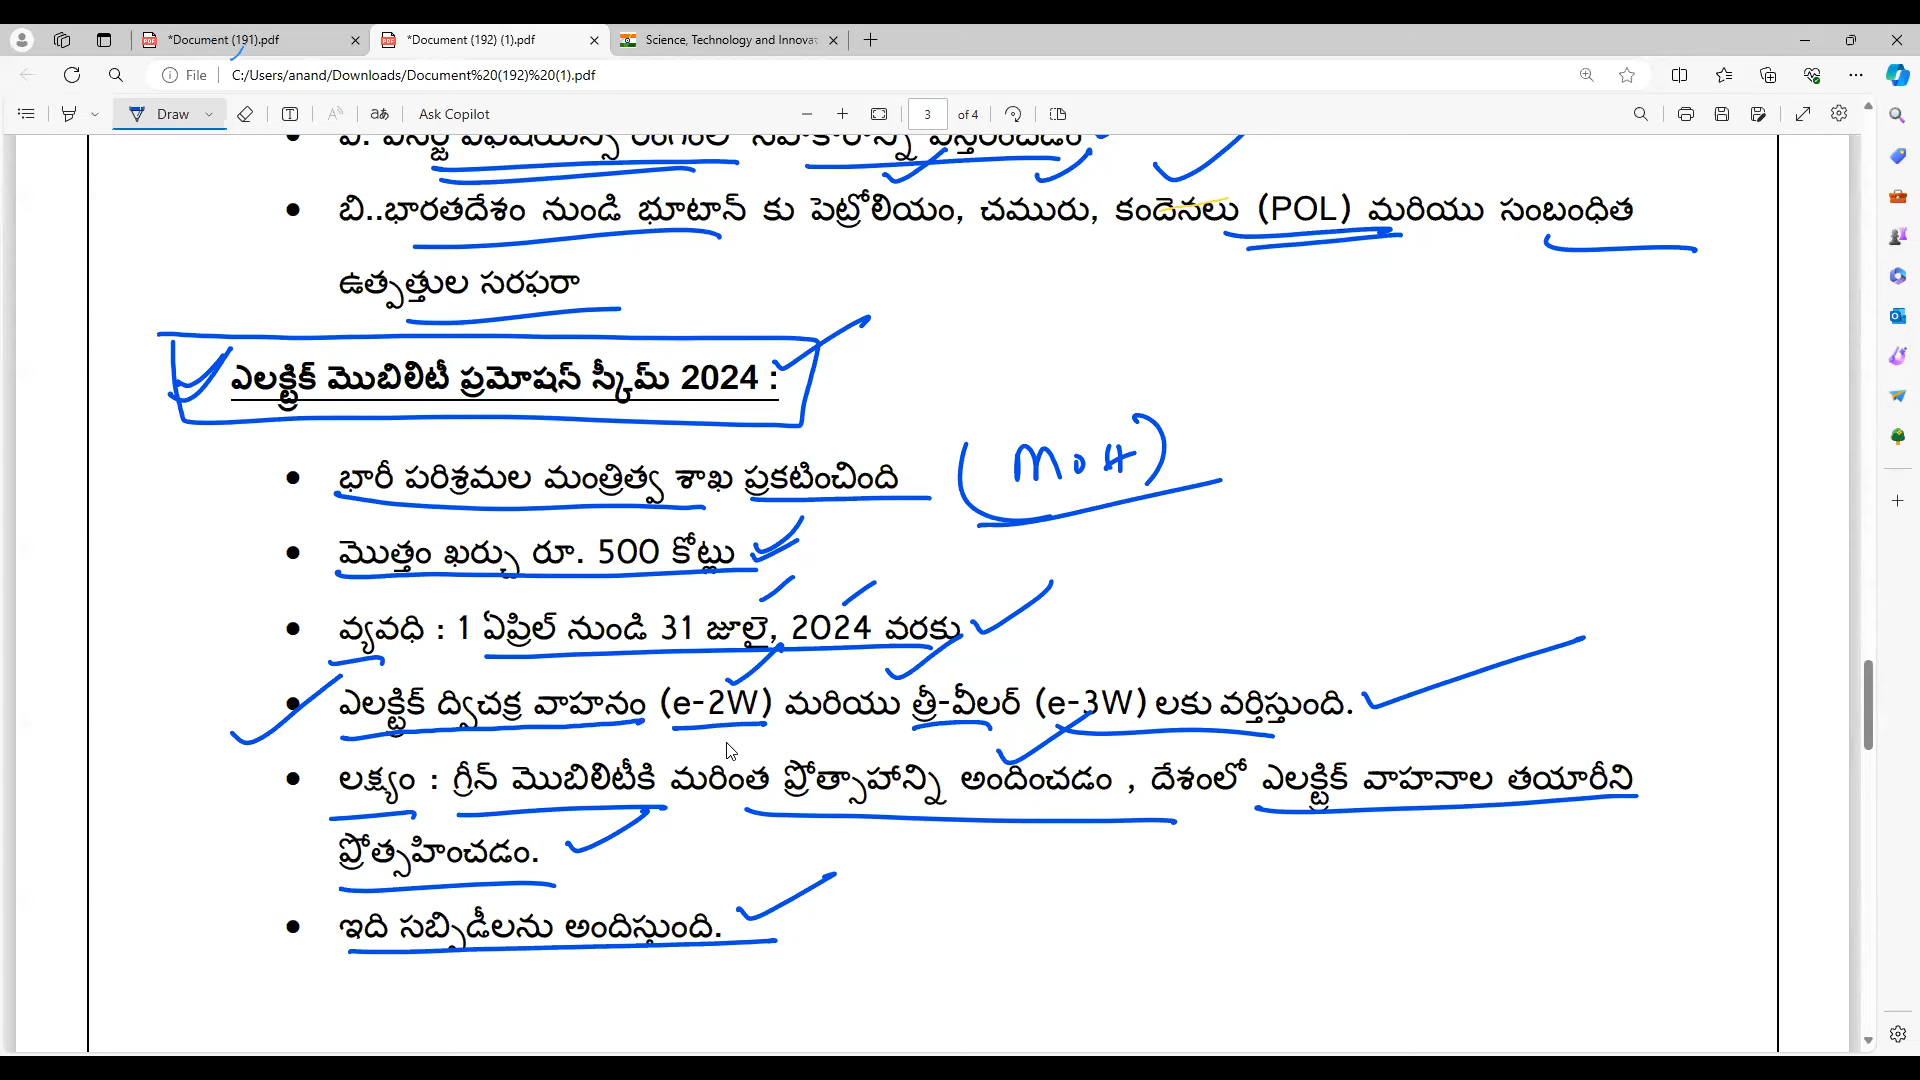 *Document (191).pdf
*Document (192) (1).pdf
Science, Technology and Innovat
File
C:/Users/anand/Downloads/Document%20(192)%20(1).pdf
Draw
Ask Copilot
3 of 4
బి..భారతదేశం నుండి భూటాన్ కు పెట్రోలియం, చమురు, కందెనలు (POL) మరియు సంబంధిత
ఉత్పత్తుల సరఫరా
ఎలక్ట్రిక్ మొబిలిటీ ప్రమోషన్ స్కీమ్ 2024 :
భారీ పరిశ్రమల మంత్రిత్వ శాఖ ప్రకటించింది
(MoH)
మొత్తం ఖర్చు రూ. 500 కోట్లు
వ్యవధి : 1 ఏప్రిల్ నుండి 31 జూలై, 2024 వరకు
ఎలక్ట్రిక్ ద్విచక్ర వాహనం (e-2W) మరియు త్రీ-వీలర్ (e-3W) లకు వర్తిస్తుంది.
లక్ష్యం : గ్రీన్ మొబిలిటీకి మరింత ప్రోత్సాహాన్ని అందించడం , దేశంలో ఎలక్ట్రిక్ వాహనాల తయారీని
ప్రోత్సహించడం.
ఇది సబ్సిడీలను అందిస్తుంది.